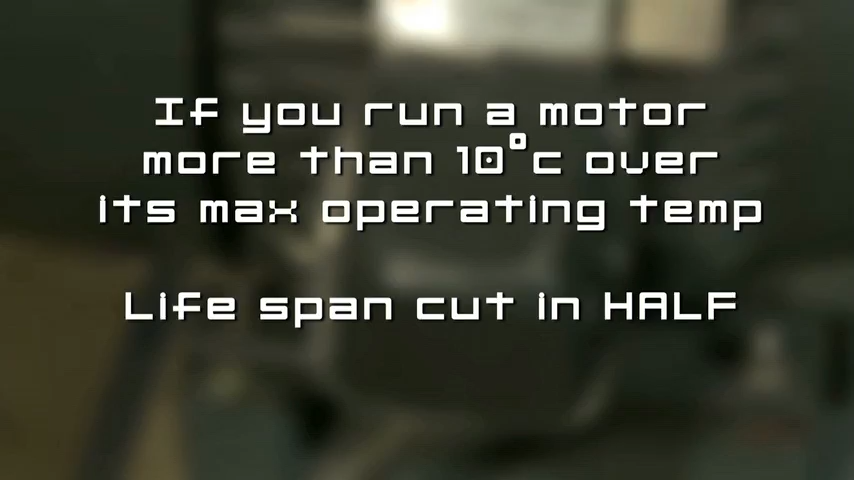 If you run a motor
more than 10°c over
its max operating temp
Life span cut in HALF